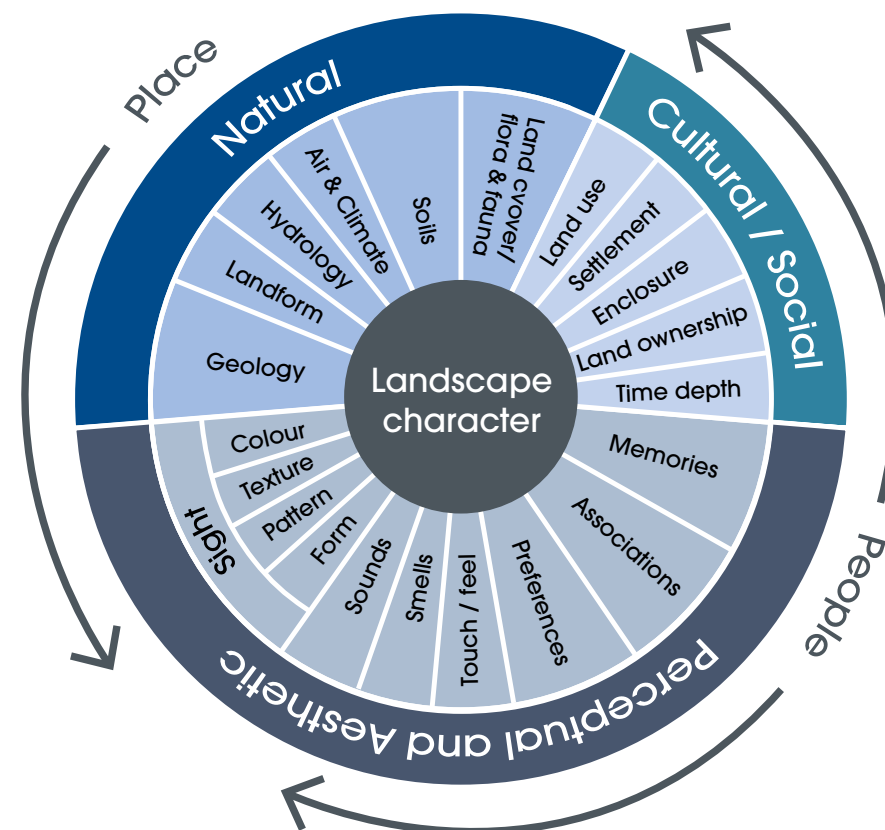 Place
Natural
Cultural / Social
People
Perceptual and Aesthetic
Landscape
character
Geology
Landform
Hydrology
Air & Climate
Soils
Land cvover/
flora & fauna
Land use
Settlement
Enclosure
Land ownership
Time depth
Memories
Associations
Preferences
Touch / feel
Smells
Sounds
Sight
Form
Pattern
Texture
Colour